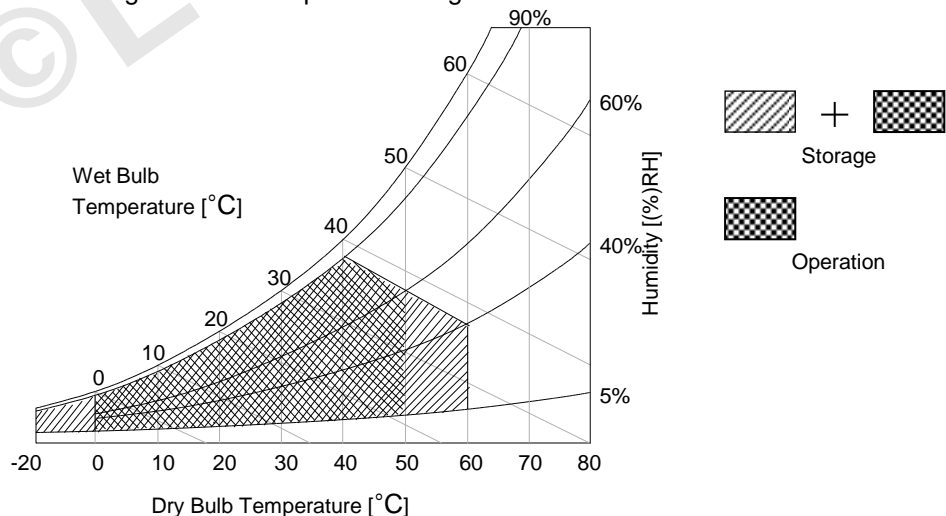 90%
60
60%
50
Wet Bulb
Temperature [°C]
Storage
Humidity [(%)RH]
40
40%
30
Operation
20
10
0
5%
-20 0 10 20 30 40 50 60 70 80
Dry Bulb Temperature [°C]